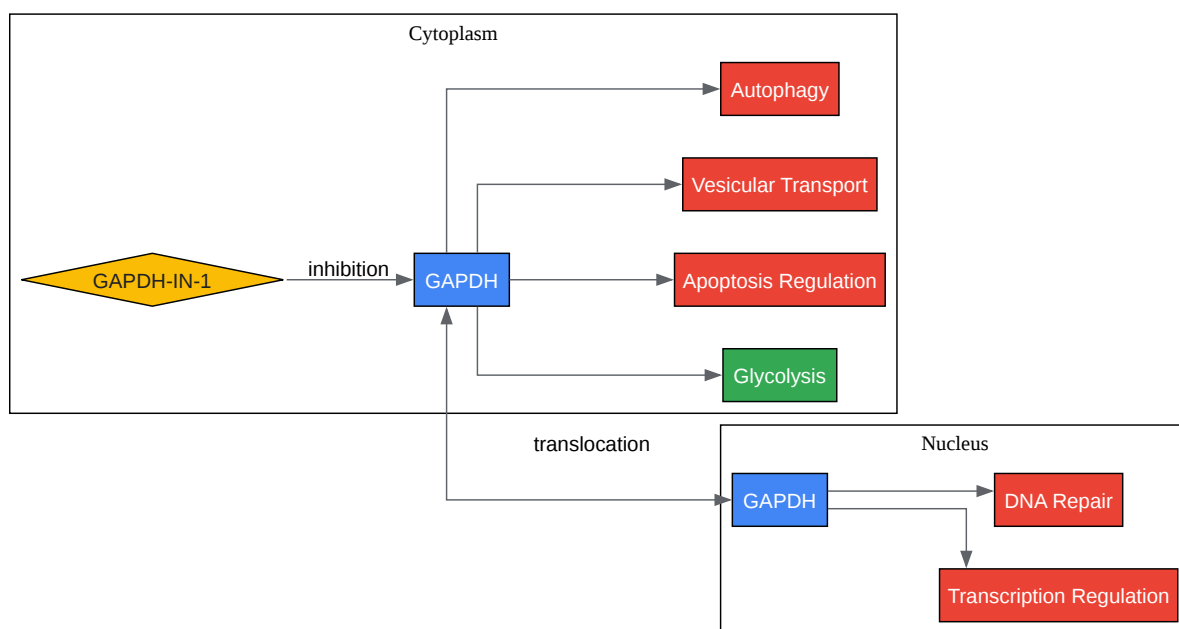 Cytoplasm
Autophagy
Vesicular Transport
GAPDH-IN-1
inhibition
GAPDH
Apoptosis Regulation
Glycolysis
translocation
Nucleus
GAPDH
DNA Repair
Transcription Regulation